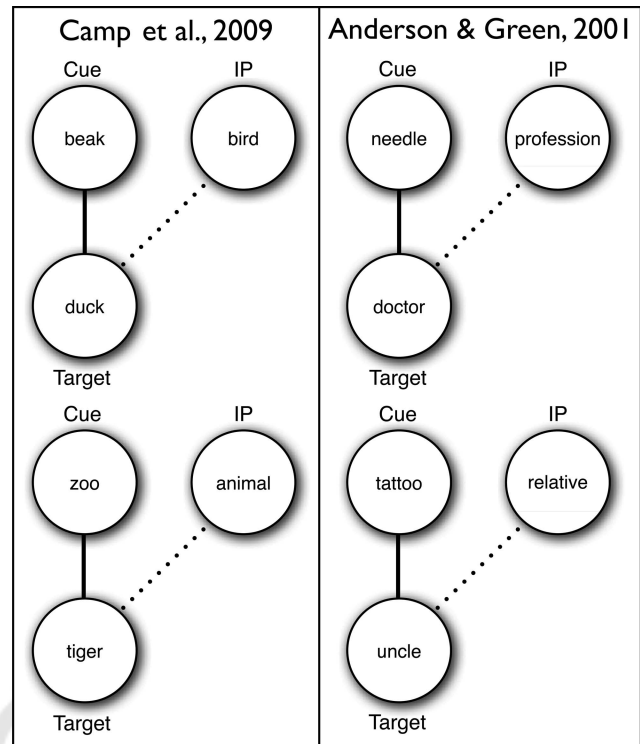 Camp et al., 2009
Cue IP
beak bird
duck
Target
Cue IP
zoo animal
tiger
Target
Anderson & Green, 2001
Cue IP
needle profession
doctor
Target
Cue IP
tattoo relative
uncle
Target